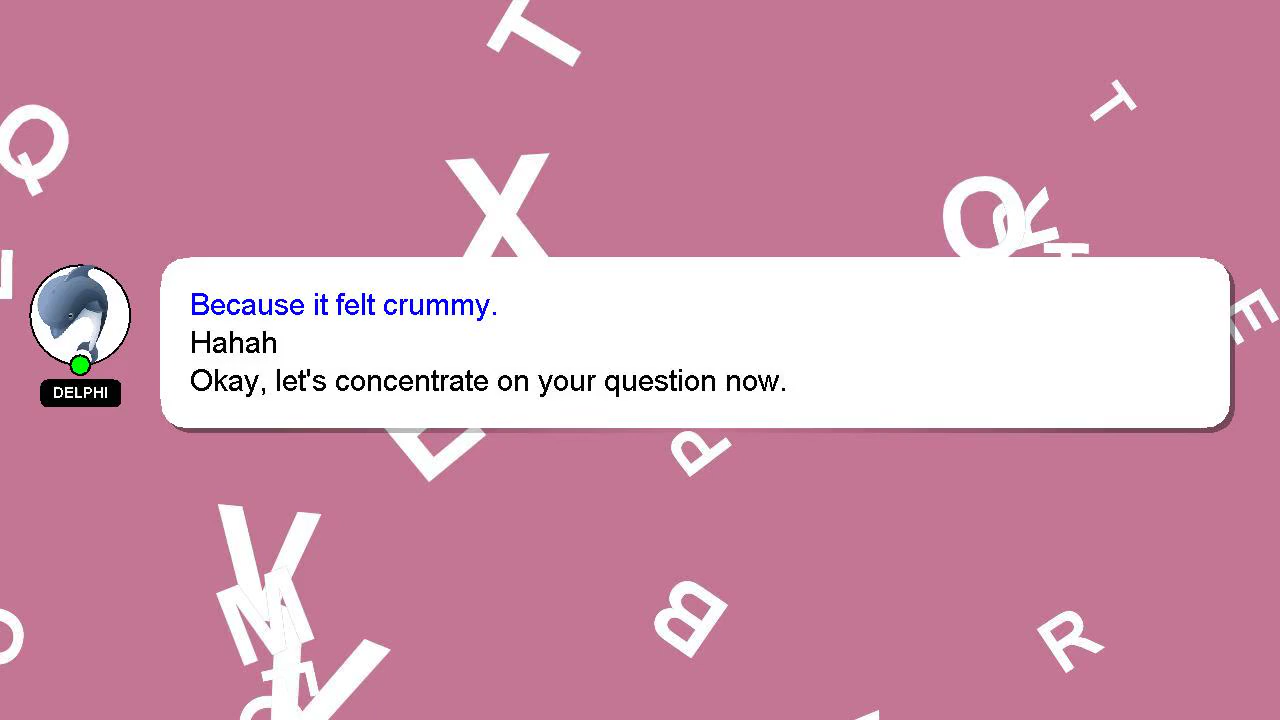 Because it felt crummy.
Hahah
Okay, let's concentrate on your question now.
DELPHI
T
T
Q
X
O
R
E
P
V
M
B
R